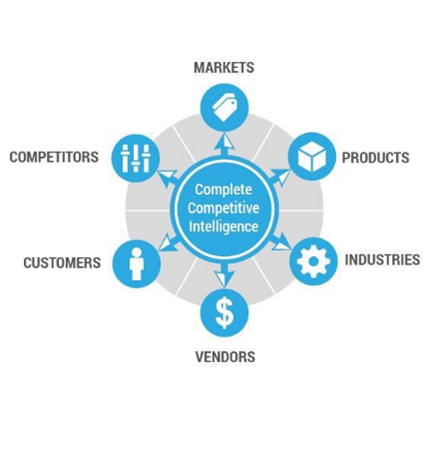 MARKETS
COMPETITORS
PRODUCTS
Complete
Competitive
Intelligence
CUSTOMERS
INDUSTRIES
$
VENDORS